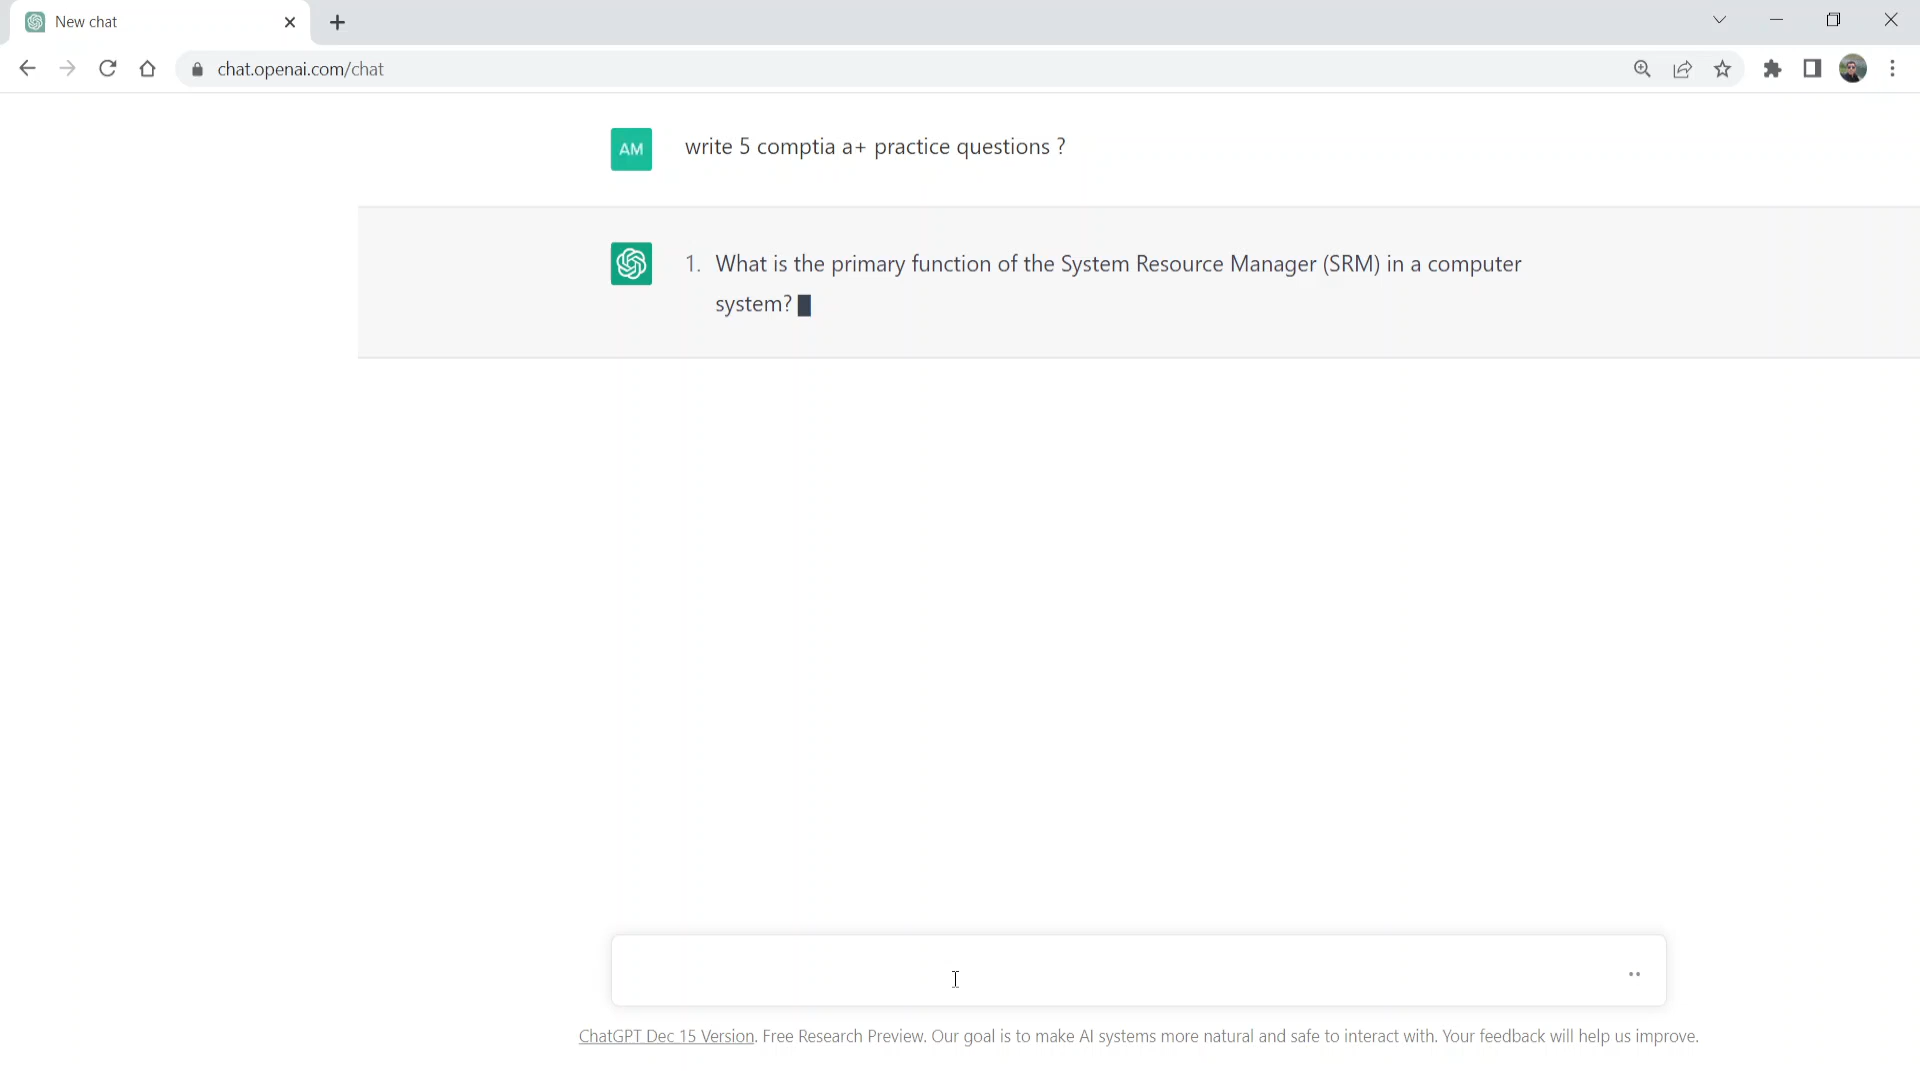 New chat
chat.openai.com/chat
AM
write 5 comptia a+ practice questions ?
1. What is the primary function of the System Resource Manager (SRM) in a computer
system?
ChatGPT Dec 15 Version. Free Research Preview. Our goal is to make AI systems more natural and safe to interact with. Your feedback will help us improve.